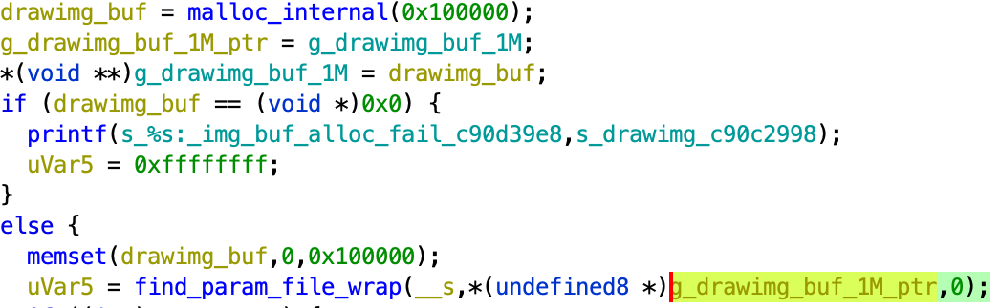 drawimg_buf = malloc_internal(0x100000);
g_drawimg_buf_1M_ptr = g_drawimg_buf_1M;
*(void **)g_drawimg_buf_1M = drawimg_buf;
if (drawimg_buf == (void *)0x0) {
printf(s_%s:_img_buf_alloc_fail_c90d39e8,s_drawimg_c90c2998);
uVar5 = 0xffffffff;
}
else {
memset(drawimg_buf,0,0x100000);
uVar5 = find_param_file_wrap(__s,*(undefined8 *)g_drawimg_buf_1M_ptr,0);